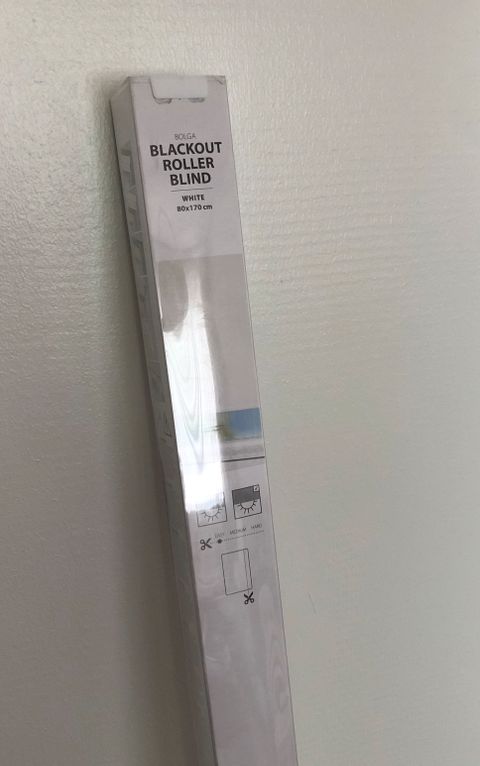 BOLGA
BLACKOUT
ROLLER
BLIND
WHITE
80x170 cm
EASY MEDIUM HARD